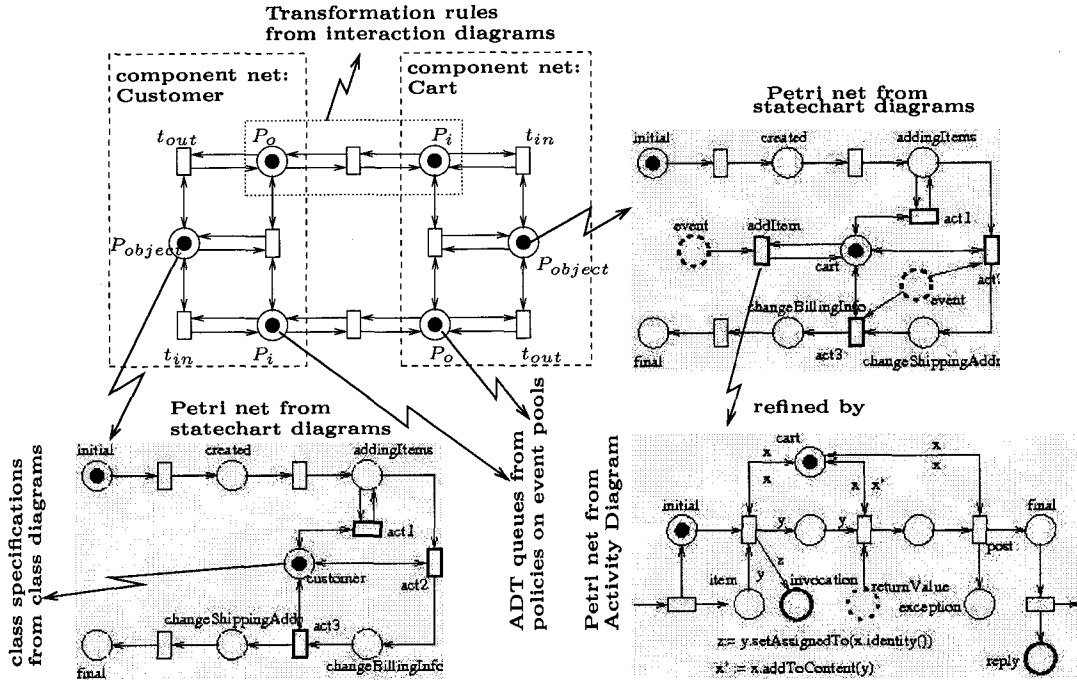 Transformation rules
from interaction diagrams
component net:
Customer
component net:
Cart
t_out
P_o
P_i
t_in
P_object
P_object
t_in
P_i
P_o
t_out
Petri net from
statechart diagrams
initial
created
addingItems
act1
event
addItem
cart
act2
event
changeBillingInfo
final
act3
changeShippingAddr
refined by
Petri net from
statechart diagrams
initial
created
addingItems
act1
customer
act2
changeShippingAddr
act3
final
changeBillingInfo
class specifications
from class diagrams
ADT queues from
policies on event pools
Petri net from
Activity Diagram
cart
x
x
x
x
x
x'
initial
final
y
y
z
post
item
y
invocation
returnValue
exception
z:= y.setAssignedTo(x.identity())
x' := x.addToContent(y)
reply